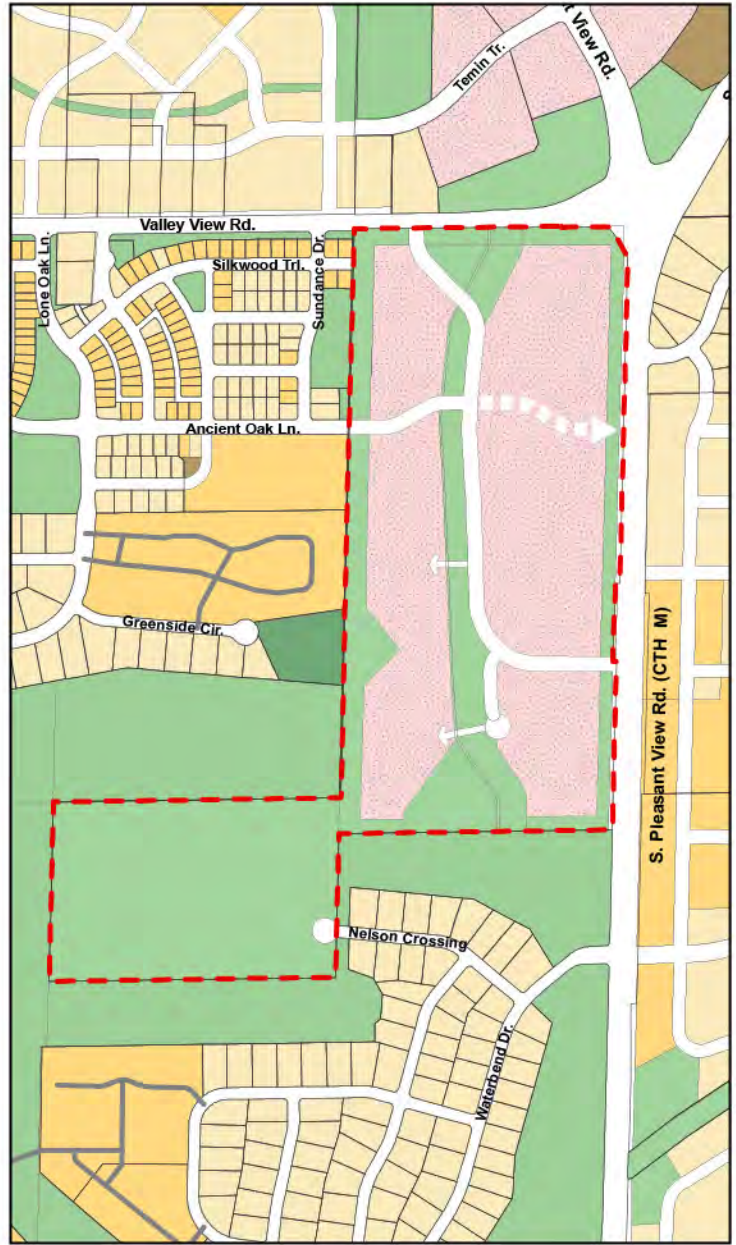 Temin Tr.
t View Rd.
Valley View Rd.
Lone Oak Ln.
Silkwood Trl.
Sundance Dr.
Ancient Oak Ln.
Greenside Cir.
S. Pleasant View Rd. (CTH M)
Nelson Crossing
Waterbend Dr.